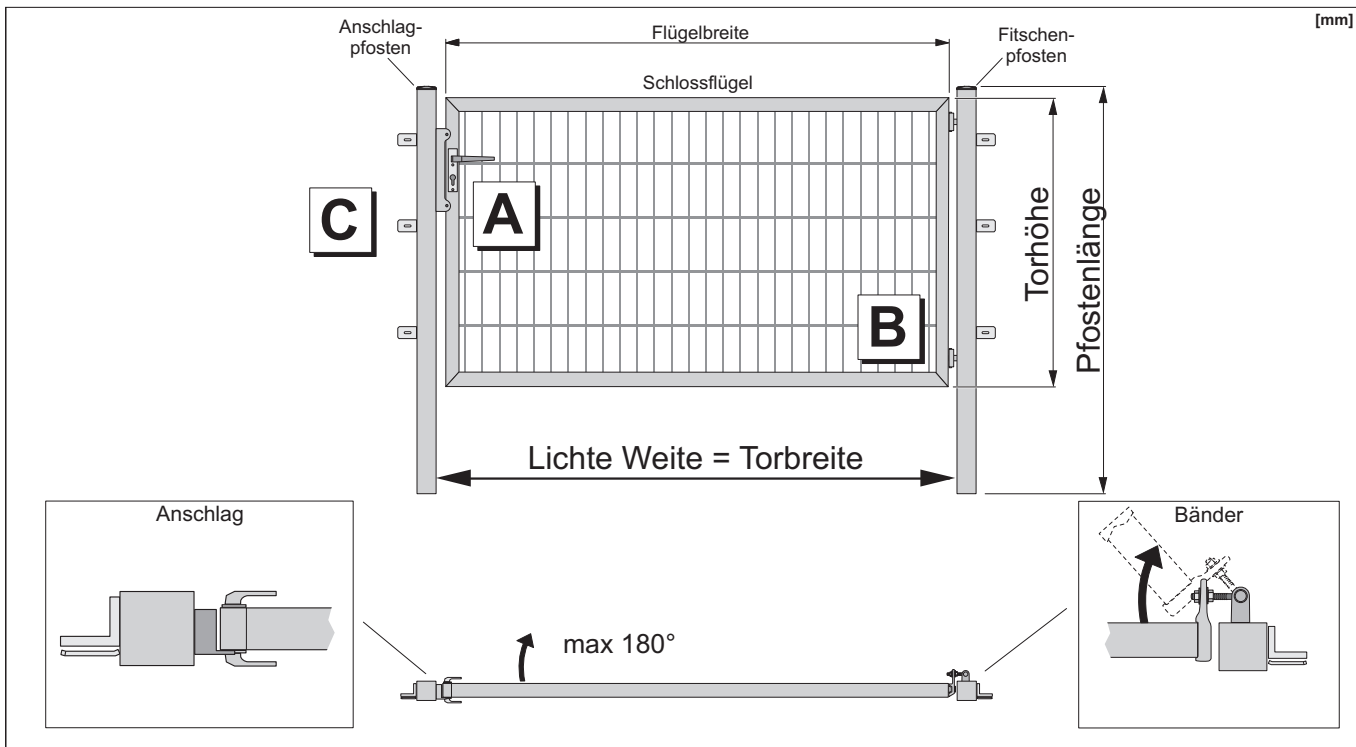 [mm]
Anschlag-
pfosten
Flügelbreite
Fitschen-
pfosten
Schlossflügel
C
A
B
Torhöhe
Pfostenlänge
Lichte Weite = Torbreite
Anschlag
Bänder
max 180°